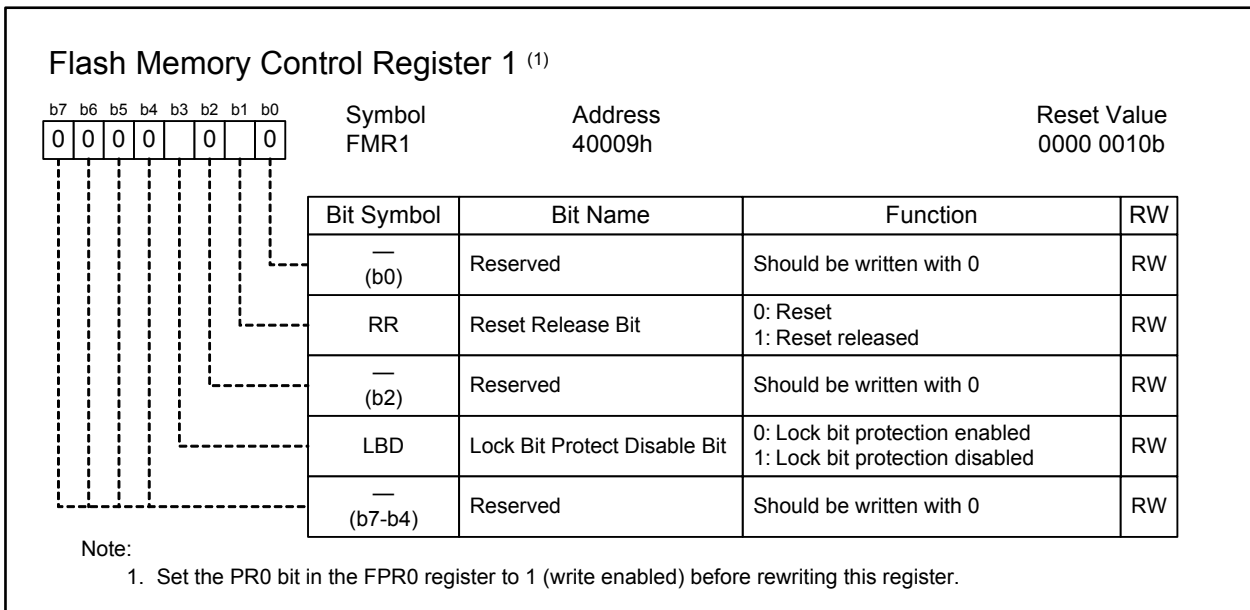 Flash Memory Control Register 1 (1)
b7 b6 b5 b4 b3 b2 b1 b0
0 0 0 0 0 0
Symbol Address Reset Value
FMR1 40009h 0000 0010b
Bit Symbol Bit Name Function RW
—
(b0) Reserved Should be written with 0 RW
RR Reset Release Bit 0: Reset
1: Reset released RW
—
(b2) Reserved Should be written with 0 RW
LBD Lock Bit Protect Disable Bit 0: Lock bit protection enabled
1: Lock bit protection disabled RW
—
(b7-b4) Reserved Should be written with 0 RW
Note:
1. Set the PR0 bit in the FPR0 register to 1 (write enabled) before rewriting this register.